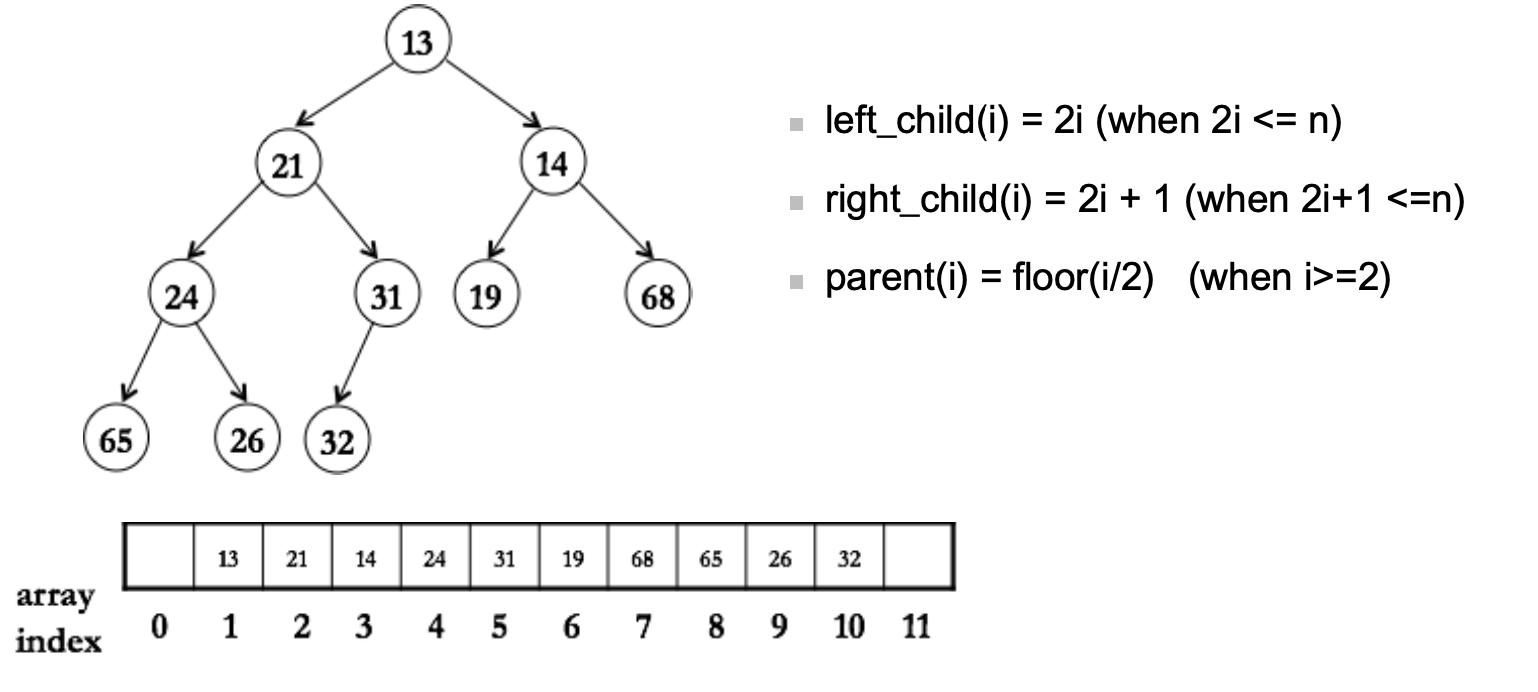 13
21 14
24 31 19 68
65 26 32
left_child(i) = 2i (when 2i <= n)
right_child(i) = 2i + 1 (when 2i+1 <=n)
parent(i) = floor(i/2) (when i>=2)
13 21 14 24 31 19 68 65 26 32
array
index
0 1 2 3 4 5 6 7 8 9 10 11